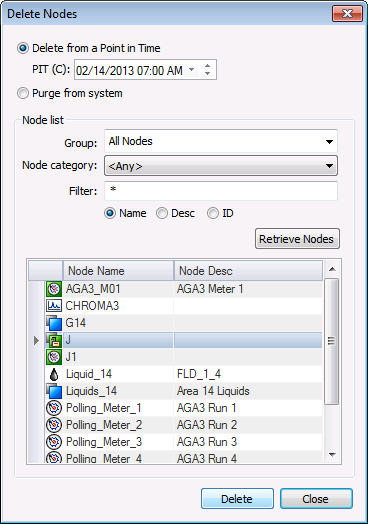 Delete Nodes
Delete from a Point in Time
PIT (C): 02/14/2013 07:00 AM
Purge from system
Node list
Group: All Nodes
Node category: <Any>
Filter: *
Name Desc ID
Retrieve Nodes
Node Name Node Desc
AGA3_M01 AGA3 Meter 1
CHROMA3
G14
J
J1
Liquid_14 FLD_1_4
Liquids_14 Area 14 Liquids
Polling_Meter_1 AGA3 Run 1
Polling_Meter_2 AGA3 Run 2
Polling_Meter_3 AGA3 Run 3
Polling_Meter_4 AGA3 Run 4
Delete Close